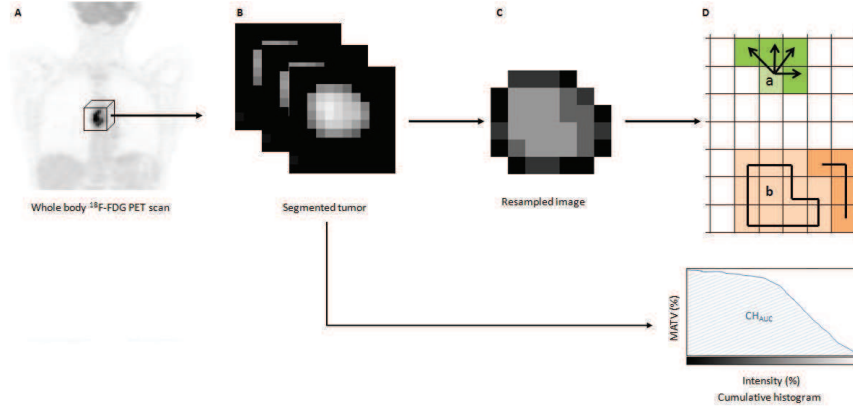 A
B
C
D
a
b
Whole body ¹⁸F-FDG PET scan
Segmented tumor
Resampled image
MATV (%)
CH_AUC
Intensity (%)
Cumulative histogram